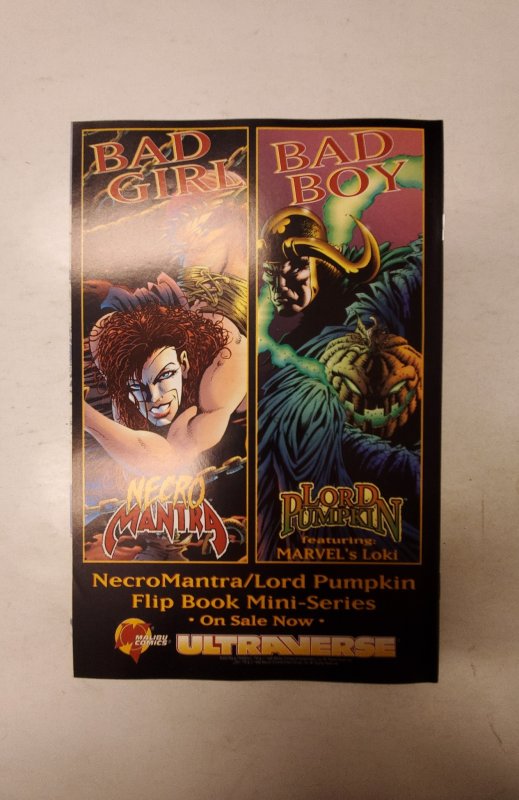 BAD
GIRL
NECRO
MANTRA
BAD
BOY
LORD
PUMPKIN
featuring:
MARVEL's Loki
NecroMantra/Lord Pumpkin
Flip Book Mini-Series
• On Sale Now •
MALIBU
COMICS
ULTRAVERSE